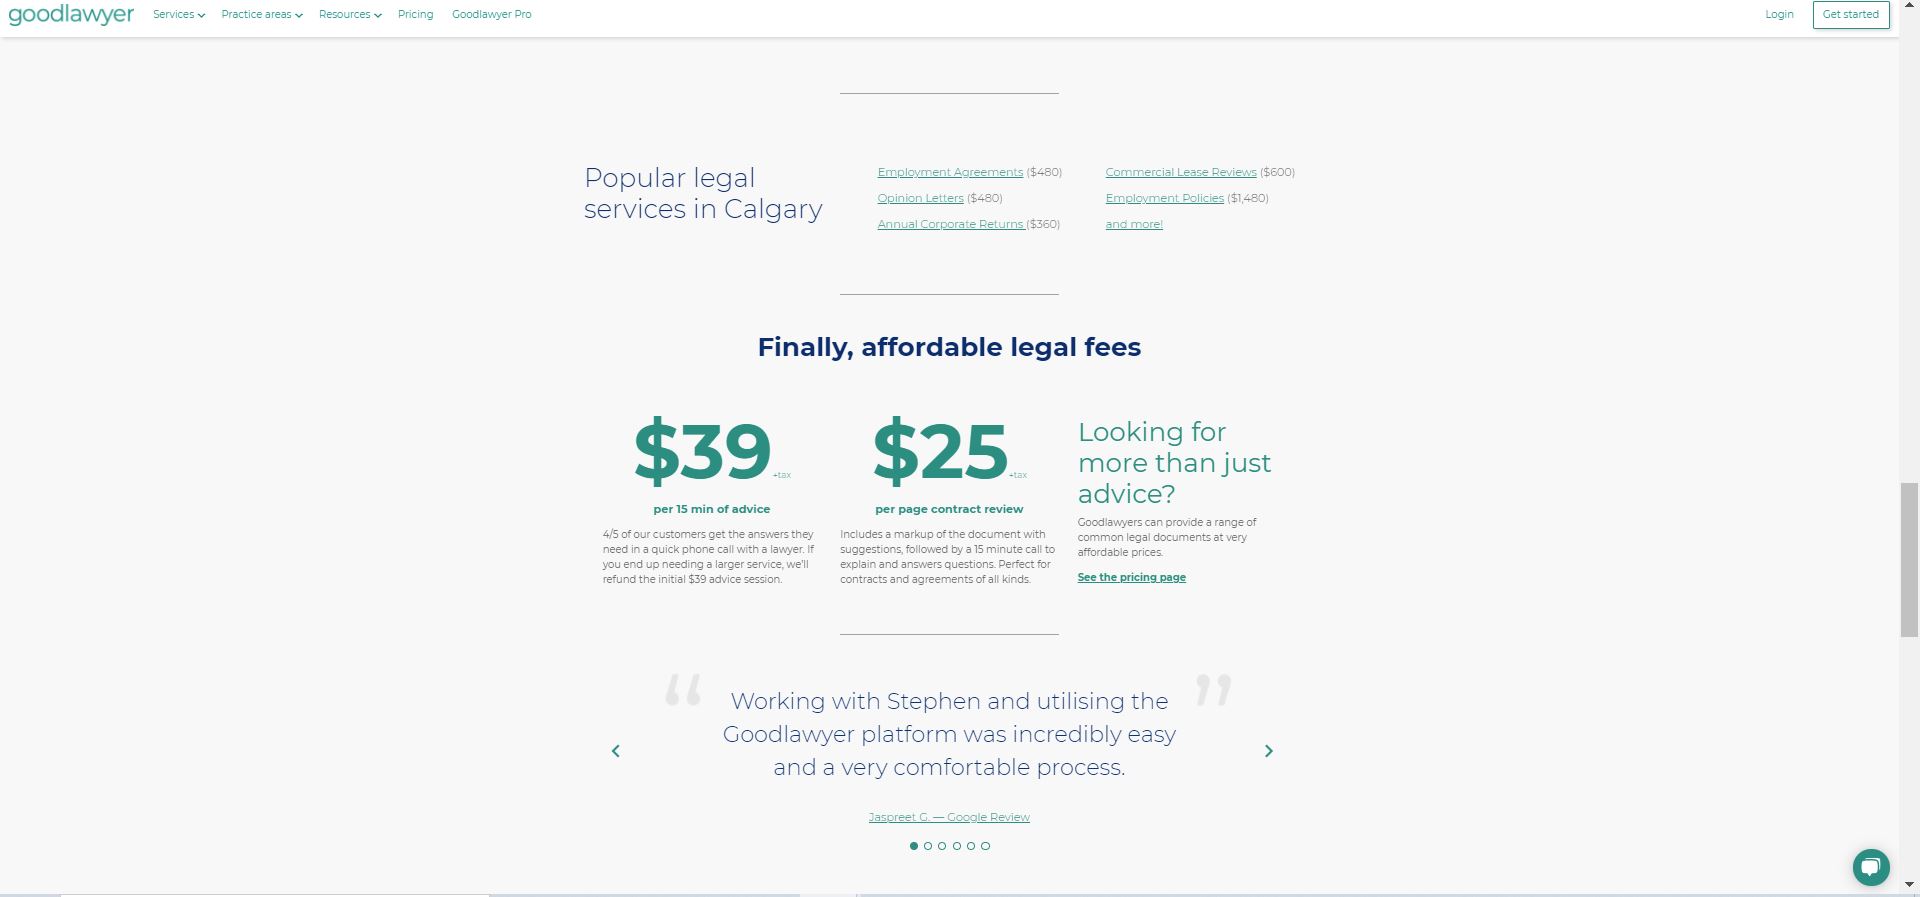 goodlawyer Services Practice areas Resources Pricing Goodlawyer Pro Login Get started
Popular legal
services in Calgary
Employment Agreements ($480)
Opinion Letters ($480)
Annual Corporate Returns ($360)
Commercial Lease Reviews ($600)
Employment Policies ($1,480)
and more!
Finally, affordable legal fees
$39 +tax
per 15 min of advice
4/5 of our customers get the answers they
need in a quick phone call with a lawyer. If
you end up needing a larger service, we'll
refund the initial $39 advice session.
$25 +tax
per page contract review
Includes a markup of the document with
suggestions, followed by a 15 minute call to
explain and answers questions. Perfect for
contracts and agreements of all kinds.
Looking for
more than just
advice?
Goodlawyers can provide a range of
common legal documents at very
affordable prices.
See the pricing page
“ Working with Stephen and utilising the ”
Goodlawyer platform was incredibly easy
and a very comfortable process.
Jaspreet G. — Google Review